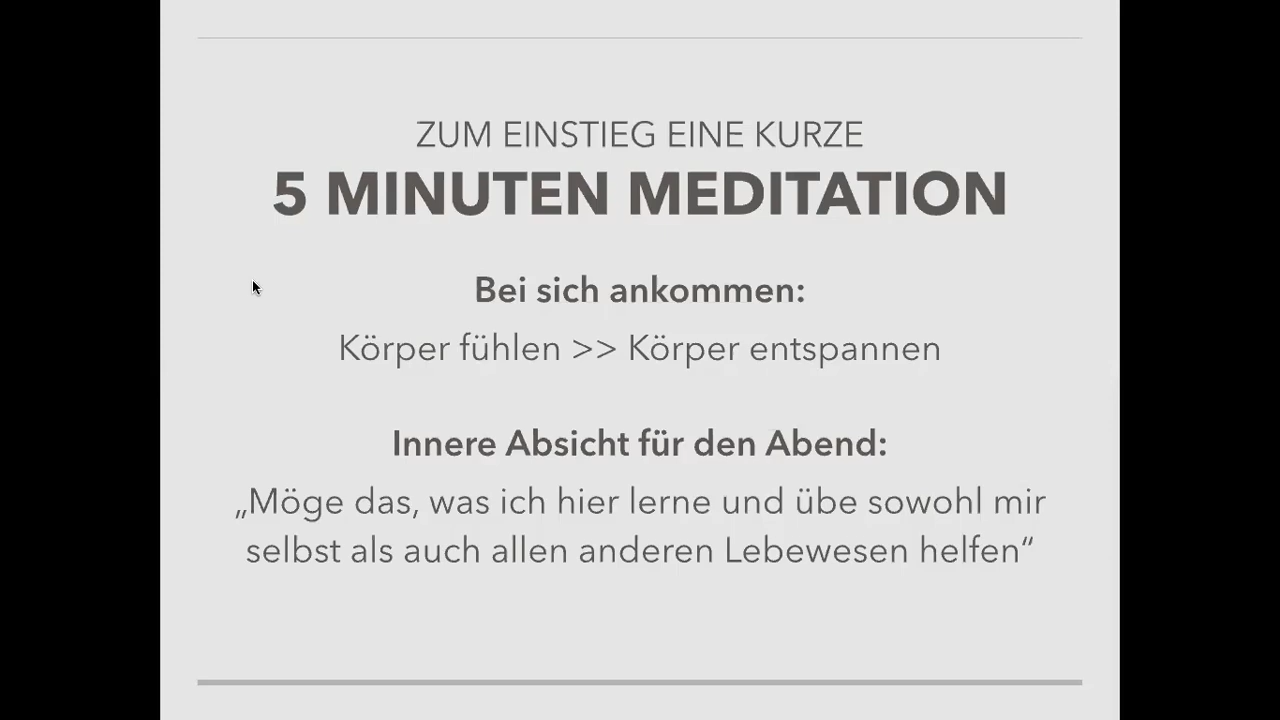 ZUM EINSTIEG EINE KURZE
5 MINUTEN MEDITATION
Bei sich ankommen:
Körper fühlen >> Körper entspannen
Innere Absicht für den Abend:
„Möge das, was ich hier lerne und übe sowohl mir
selbst als auch allen anderen Lebewesen helfen“